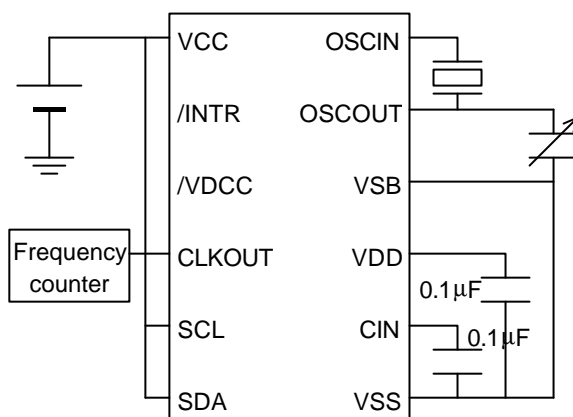 VCC OSCIN
/INTR OSCOUT
/VDCC VSB
Frequency
counter
CLKOUT VDD
0.1μF
SCL CIN
0.1μF
SDA VSS